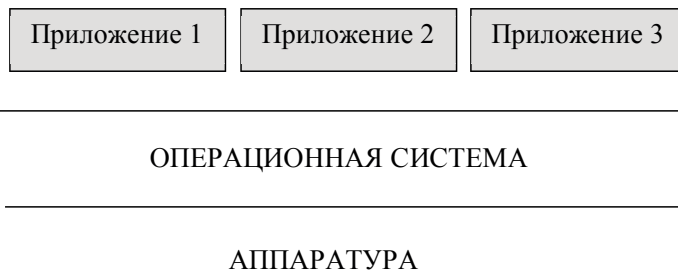 Приложение 1 Приложение 2 Приложение 3
ОПЕРАЦИОННАЯ СИСТЕМА
АППАРАТУРА